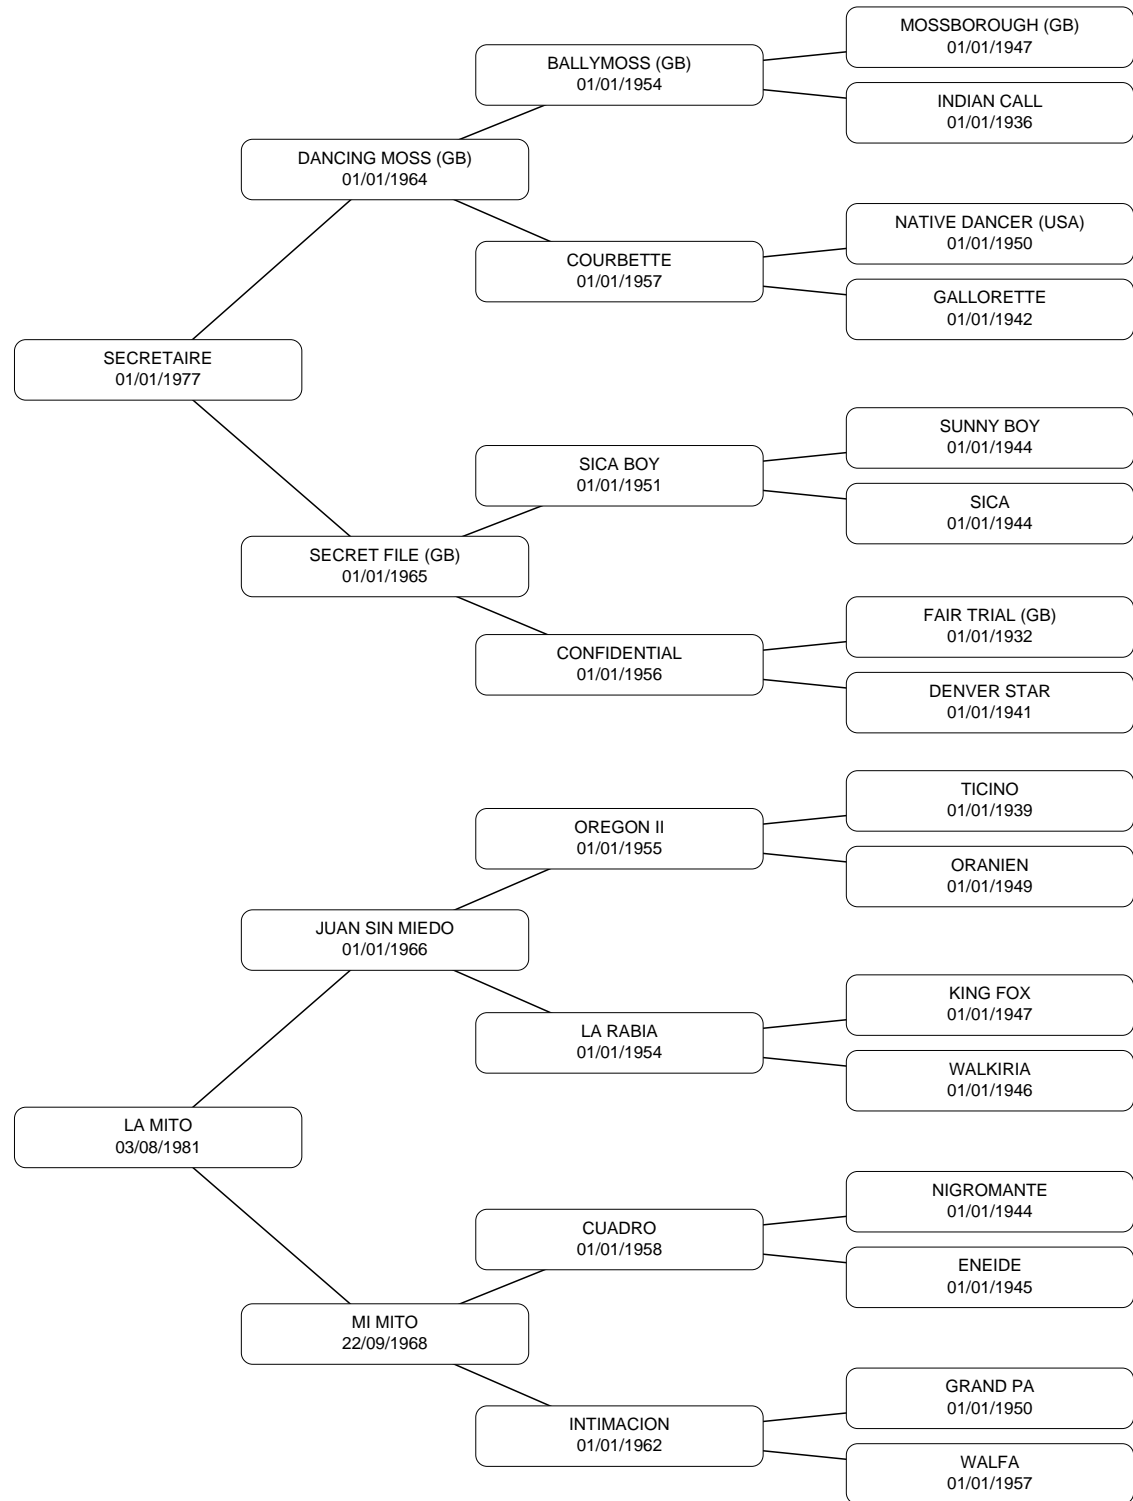 MOSSBOROUGH (GB)
01/01/1947
BALLYMOSS (GB)
01/01/1954
INDIAN CALL
01/01/1936
DANCING MOSS (GB)
01/01/1964
NATIVE DANCER (USA)
01/01/1950
COURBETTE
01/01/1957
GALLORETTE
01/01/1942
SECRETAIRE
01/01/1977
SUNNY BOY
01/01/1944
SICA BOY
01/01/1951
SICA
01/01/1944
SECRET FILE (GB)
01/01/1965
FAIR TRIAL (GB)
01/01/1932
CONFIDENTIAL
01/01/1956
DENVER STAR
01/01/1941
TICINO
01/01/1939
OREGON II
01/01/1955
ORANIEN
01/01/1949
JUAN SIN MIEDO
01/01/1966
KING FOX
01/01/1947
LA RABIA
01/01/1954
WALKIRIA
01/01/1946
LA MITO
03/08/1981
NIGROMANTE
01/01/1944
CUADRO
01/01/1958
ENEIDE
01/01/1945
MI MITO
22/09/1968
GRAND PA
01/01/1950
INTIMACION
01/01/1962
WALFA
01/01/1957